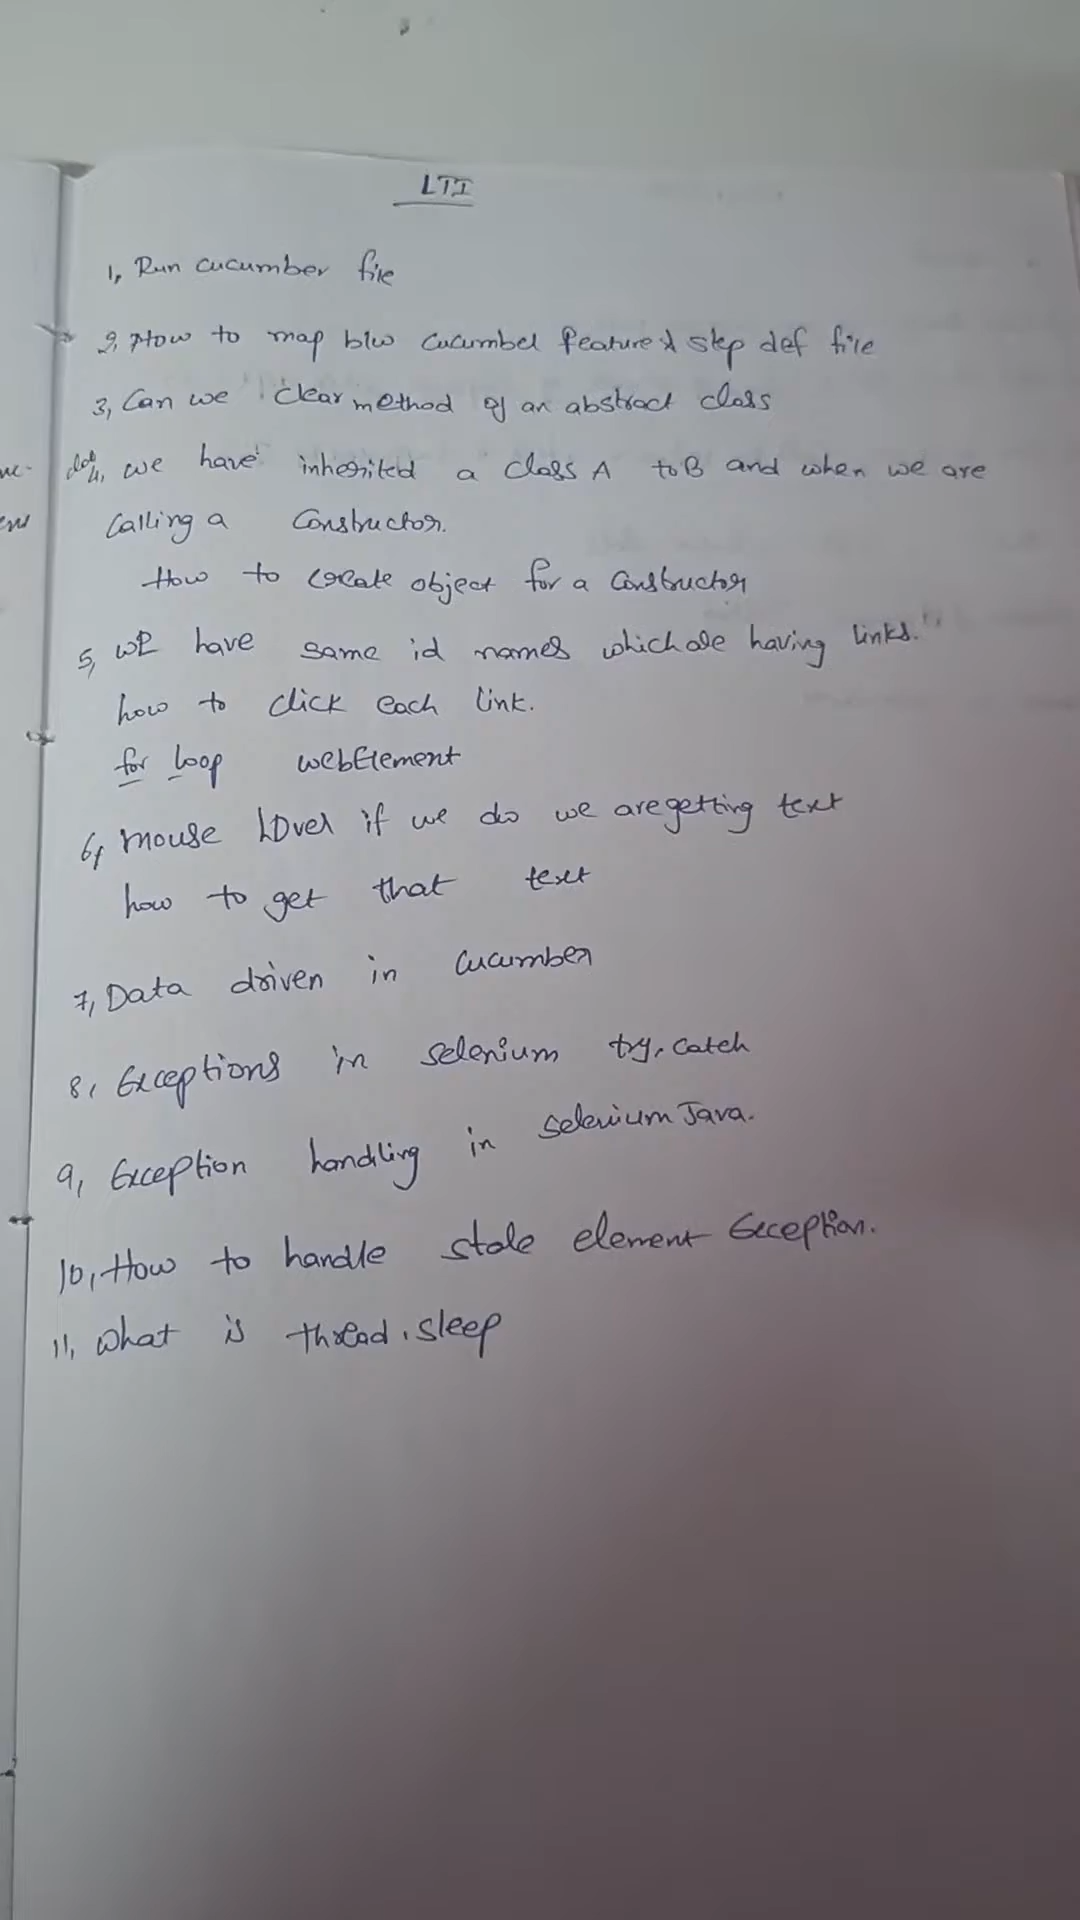 LTI
1, Run cucumber file
2, How to map b/w cucumber feature & step def file
3, Can we clear method of an abstract class
4, we have inherited a class A to B and when we are
calling a Constructor.
How to create object for a Constructor
5, we have same id names which are having links.
how to click each link.
for loop webElement
6, mouse hover if we do we are getting text
how to get that text
7, Data driven in cucumber
8, Exceptions in selenium try, catch
9, Exception handling in selenium Java.
10, How to handle stale element Exception.
11, what is thread.sleep